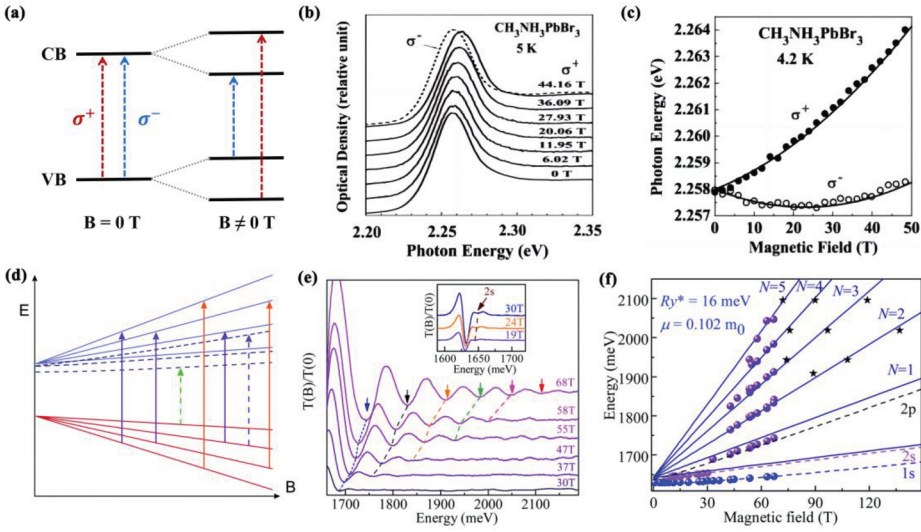 (a)
CB
σ+
σ−
VB
B = 0 T
B ≠ 0 T
(b)
CH3NH3PbBr3
5 K
σ−
σ+
44.16 T
36.09 T
27.93 T
20.06 T
11.95 T
6.02 T
0 T
Optical Density (relative unit)
2.20
2.25
2.30
2.35
Photon Energy (eV)
(c)
CH3NH3PbBr3
4.2 K
σ+
σ−
Photon Energy (eV)
2.264
2.263
2.262
2.261
2.260
2.259
2.258
2.257
0
10
20
30
40
50
Magnetic Field (T)
(d)
E
B
(e)
T(B)/T(0)
2s
30T
24T
19T
T(B)/T(0)
1600
1650
1700
Energy (meV)
68T
58T
55T
47T
37T
30T
1700
1800
1900
2000
2100
Energy (meV)
(f)
Ry* = 16 meV
μ = 0.102 m0
N=5
N=4
N=3
N=2
N=1
2p
2s
1s
Energy (meV)
2100
2000
1900
1800
1700
1600
0
30
60
90
120
Magnetic field (T)